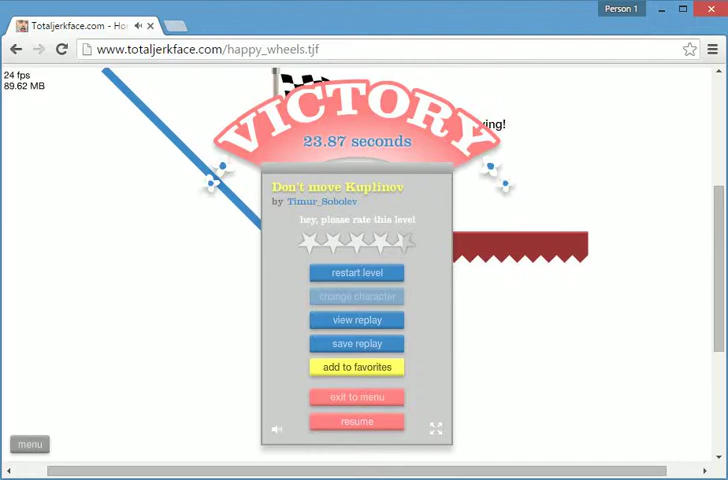 Person 1
Totaljerkface.com - Ho
www.totaljerkface.com/happy_wheels.tjf
24 fps
89.62 MB
VICTORY
ving!
23.87 seconds
Don't move Kuplinov
by Timur_Sobolev
hey, please rate this level
restart level
change character
view replay
save replay
add to favorites
exit to menu
resume
menu